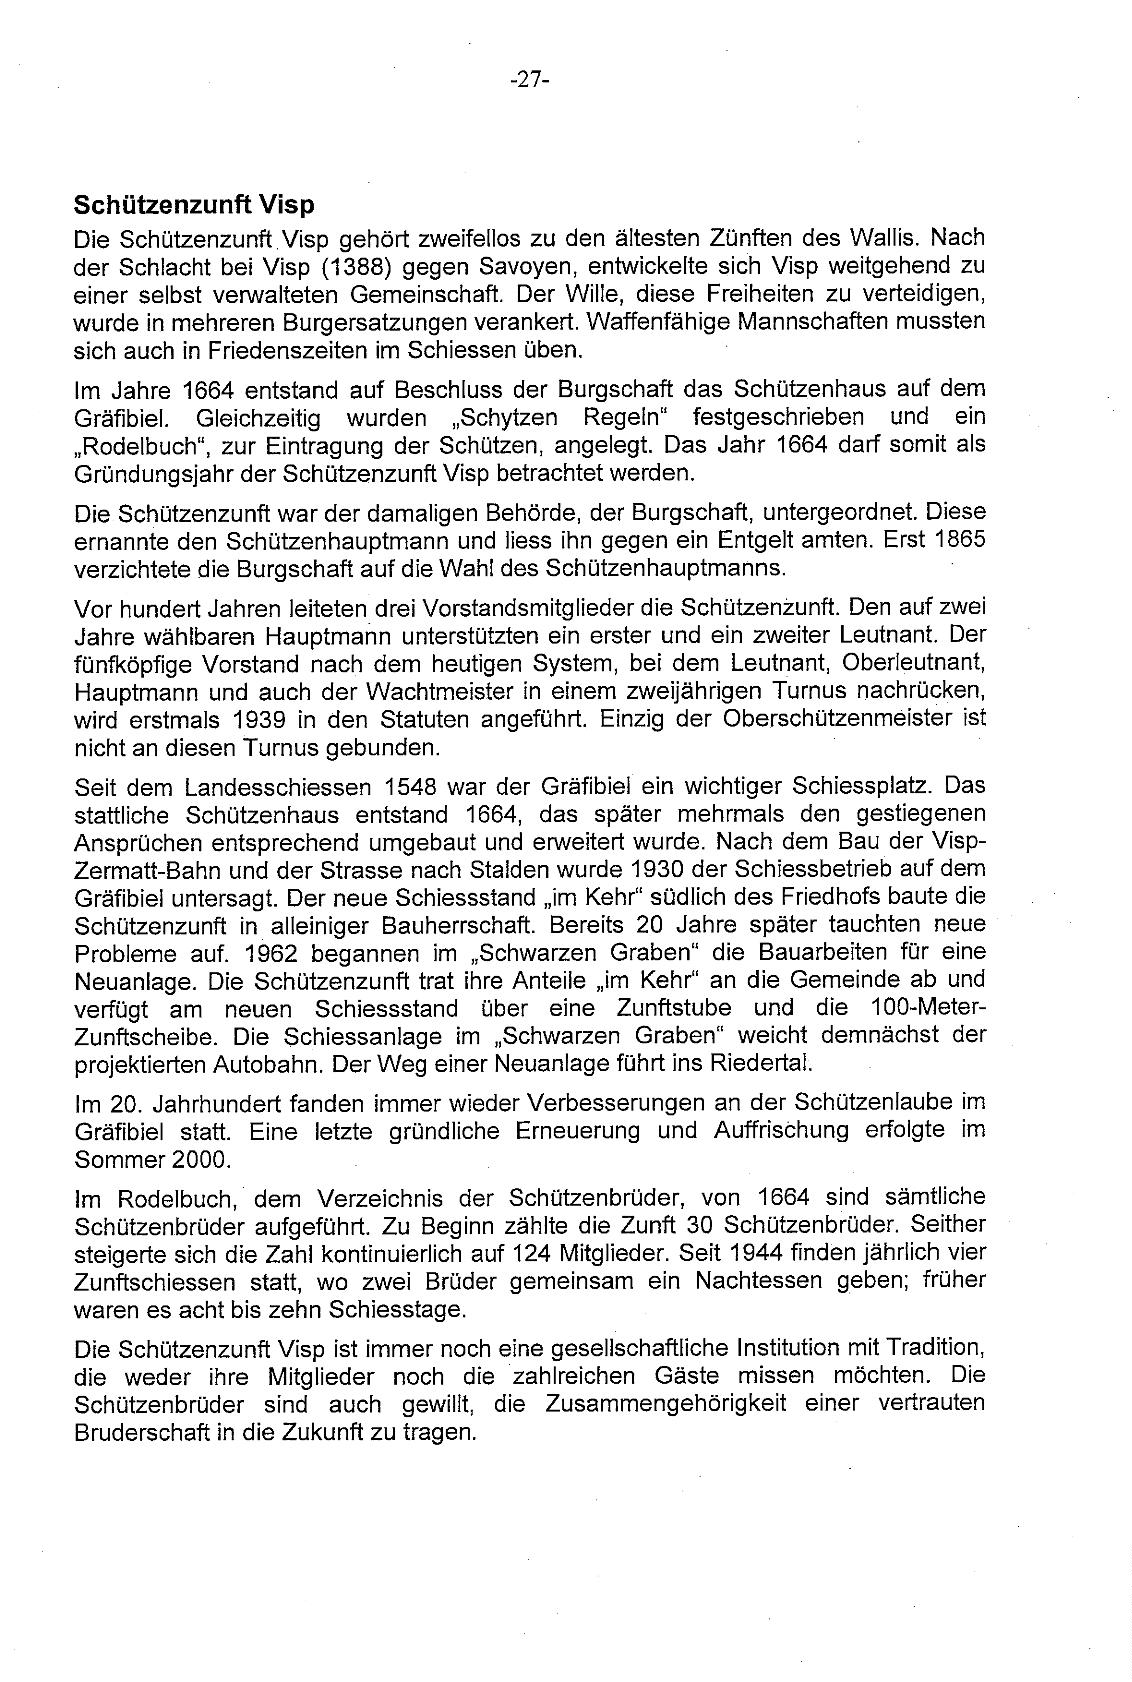 -27-
Schützenzunft Visp
Die Schützenzunft Visp gehört zweifellos zu den ältesten Zünften des Wallis. Nach
der Schlacht bei Visp (1388) gegen Savoyen, entwickelte sich Visp weitgehend zu
einer selbst verwalteten Gemeinschaft. Der Wille, diese Freiheiten zu verteidigen,
wurde in mehreren Burgersatzungen verankert. Waffenfähige Mannschaften mussten
sich auch in Friedenszeiten im Schiessen üben.
Im Jahre 1664 entstand auf Beschluss der Burgschaft das Schützenhaus auf dem
Gräfibiel. Gleichzeitig wurden „Schytzen Regeln“ festgeschrieben und ein
„Rodelbuch“, zur Eintragung der Schützen, angelegt. Das Jahr 1664 darf somit als
Gründungsjahr der Schützenzunft Visp betrachtet werden.
Die Schützenzunft war der damaligen Behörde, der Burgschaft, untergeordnet. Diese
ernannte den Schützenhauptmann und liess ihn gegen ein Entgelt amten. Erst 1865
verzichtete die Burgschaft auf die Wahl des Schützenhauptmanns.
Vor hundert Jahren leiteten drei Vorstandsmitglieder die Schützenzunft. Den auf zwei
Jahre wählbaren Hauptmann unterstützten ein erster und ein zweiter Leutnant. Der
fünfköpfige Vorstand nach dem heutigen System, bei dem Leutnant, Oberleutnant,
Hauptmann und auch der Wachtmeister in einem zweijährigen Turnus nachrücken,
wird erstmals 1939 in den Statuten angeführt. Einzig der Oberschützenmeister ist
nicht an diesen Turnus gebunden.
Seit dem Landesschiessen 1548 war der Gräfibiel ein wichtiger Schiessplatz. Das
stattliche Schützenhaus entstand 1664, das später mehrmals den gestiegenen
Ansprüchen entsprechend umgebaut und erweitert wurde. Nach dem Bau der Visp-
Zermatt-Bahn und der Strasse nach Stalden wurde 1930 der Schiessbetrieb auf dem
Gräfibiel untersagt. Der neue Schiessstand „im Kehr“ südlich des Friedhofs baute die
Schützenzunft in alleiniger Bauherrschaft. Bereits 20 Jahre später tauchten neue
Probleme auf. 1962 begannen im „Schwarzen Graben“ die Bauarbeiten für eine
Neuanlage. Die Schützenzunft trat ihre Anteile „im Kehr“ an die Gemeinde ab und
verfügt am neuen Schiessstand über eine Zunftstube und die 100-Meter-
Zunftscheibe. Die Schiessanlage im „Schwarzen Graben“ weicht demnächst der
projektierten Autobahn. Der Weg einer Neuanlage führt ins Riedertal.
Im 20. Jahrhundert fanden immer wieder Verbesserungen an der Schützenlaube im
Gräfibiel statt. Eine letzte gründliche Erneuerung und Auffrischung erfolgte im
Sommer 2000.
Im Rodelbuch, dem Verzeichnis der Schützenbrüder, von 1664 sind sämtliche
Schützenbrüder aufgeführt. Zu Beginn zählte die Zunft 30 Schützenbrüder. Seither
steigerte sich die Zahl kontinuierlich auf 124 Mitglieder. Seit 1944 finden jährlich vier
Zunftschiessen statt, wo zwei Brüder gemeinsam ein Nachtessen geben; früher
waren es acht bis zehn Schiesstage.
Die Schützenzunft Visp ist immer noch eine gesellschaftliche Institution mit Tradition,
die weder ihre Mitglieder noch die zahlreichen Gäste missen möchten. Die
Schützenbrüder sind auch gewillt, die Zusammengehörigkeit einer vertrauten
Bruderschaft in die Zukunft zu tragen.